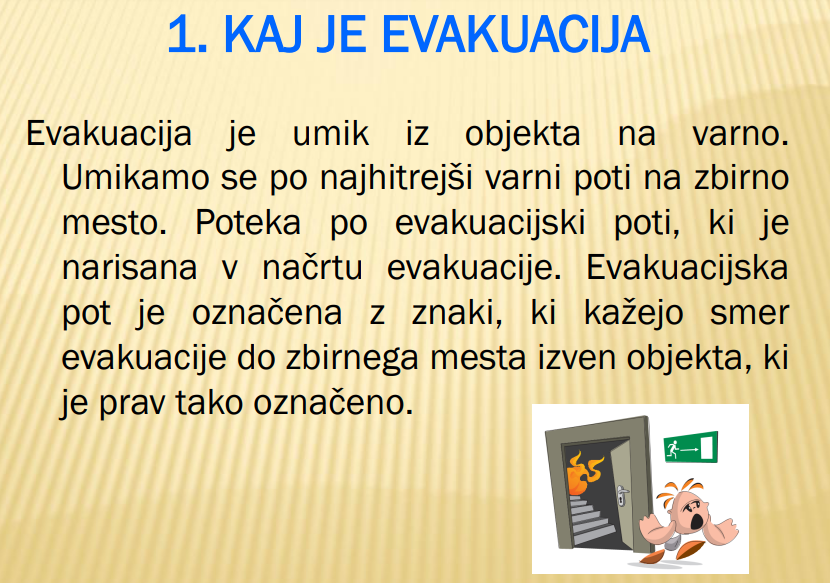 1. KAJ JE EVAKUACIJA
Evakuacija je umik iz objekta na varno.
Umikamo se po najhitrejši varni poti na zbirno
mesto. Poteka po evakuacijski poti, ki je
narisana v načrtu evakuacije. Evakuacijska
pot je označena z znaki, ki kažejo smer
evakuacije do zbirnega mesta izven objekta, ki
je prav tako označeno.